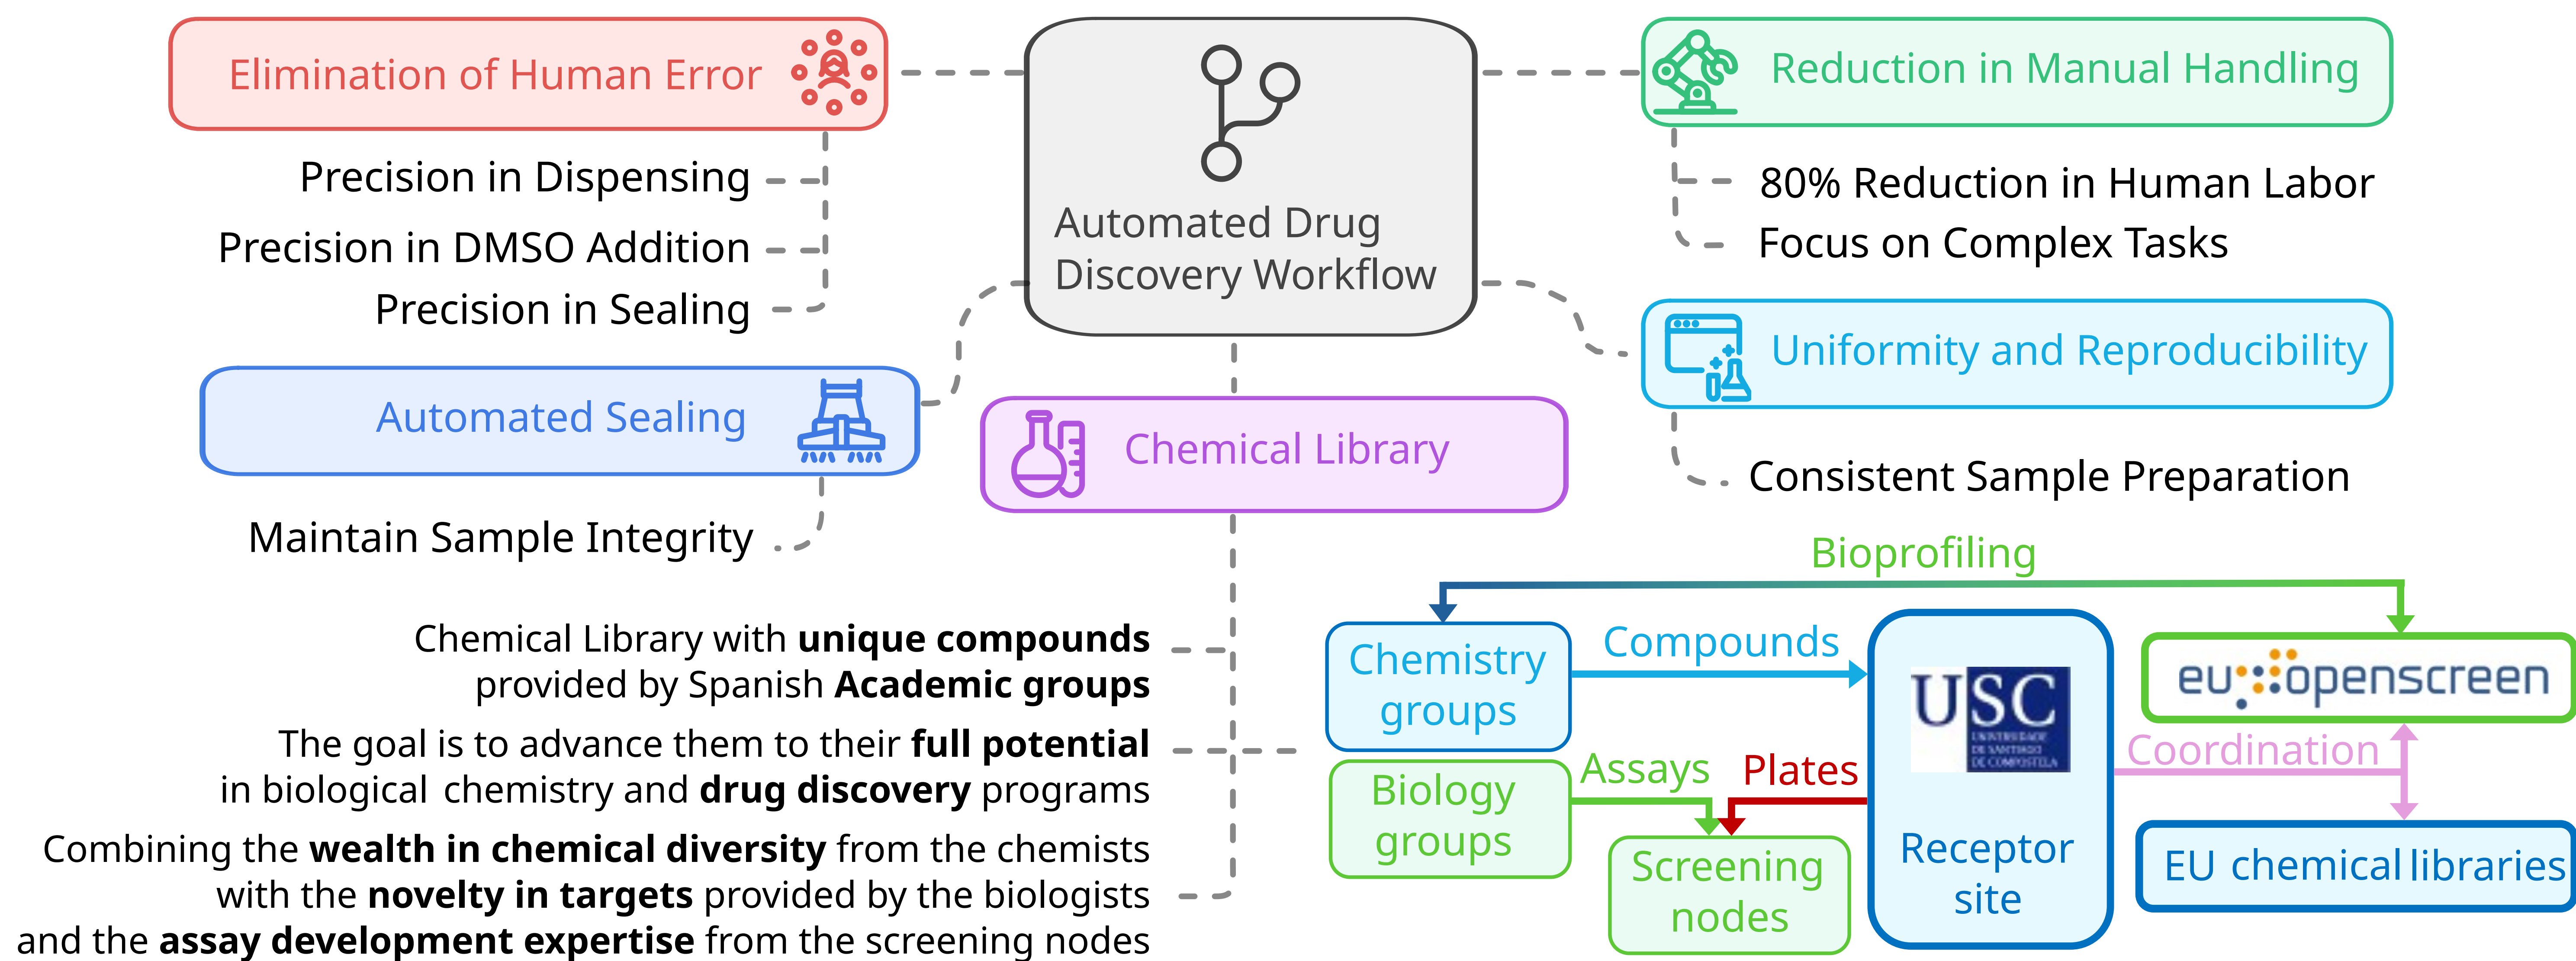 Elimination of Human Error
Precision in Dispensing
Precision in DMSO Addition
Precision in Sealing
Automated Sealing
Maintain Sample Integrity
Automated Drug
Discovery Workflow
Reduction in Manual Handling
80% Reduction in Human Labor
Focus on Complex Tasks
Uniformity and Reproducibility
Consistent Sample Preparation
Chemical Library
Chemical Library with unique compounds
provided by Spanish Academic groups
The goal is to advance them to their full potential
in biological chemistry and drug discovery programs
Combining the wealth in chemical diversity from the chemists
with the novelty in targets provided by the biologists
and the assay development expertise from the screening nodes
Bioprofiling
Chemistry
groups
Compounds
Biology
groups
Assays
Plates
Screening
nodes
USC
UNIVERSIDADE
DE SANTIAGO
DE COMPOSTELA
Receptor
site
eu openscreen
Coordination
EU chemical libraries